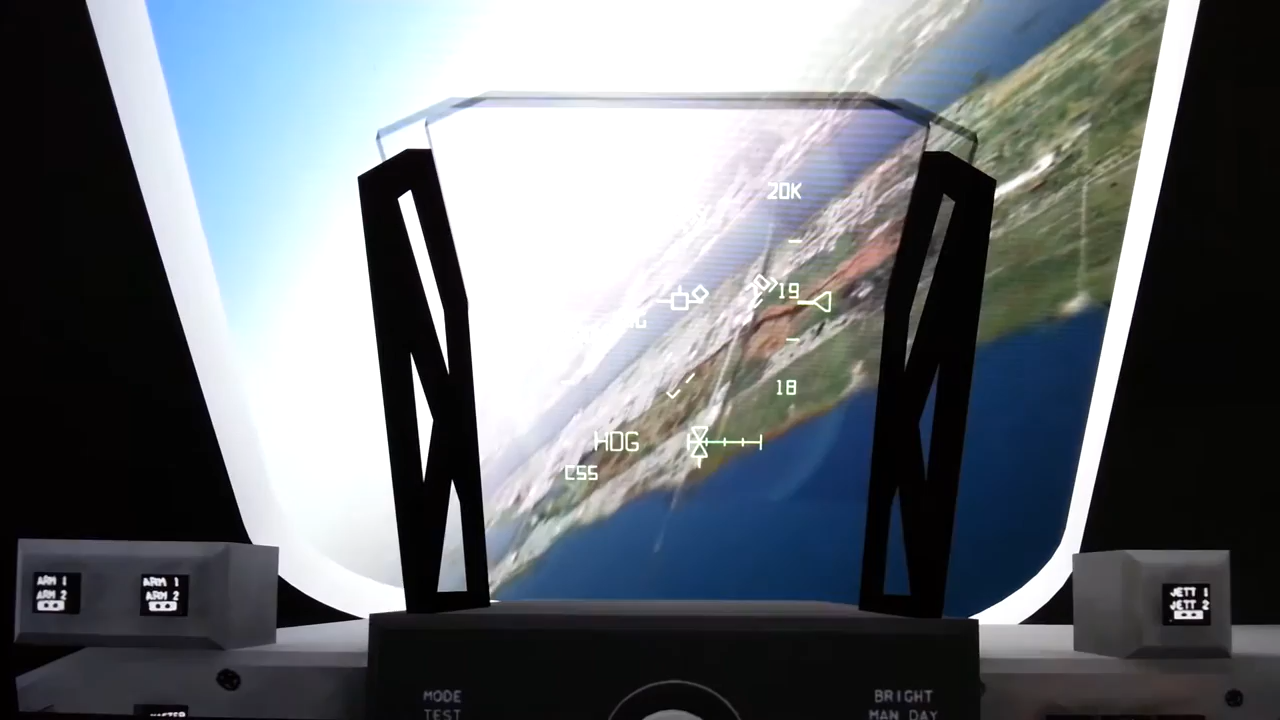 20K
19
18
HDG
CSS
ARM 1
ARM 2
ARM 1
ARM 2
JETT 1
JETT 2
MODE
TEST
BRIGHT
MAN DAY